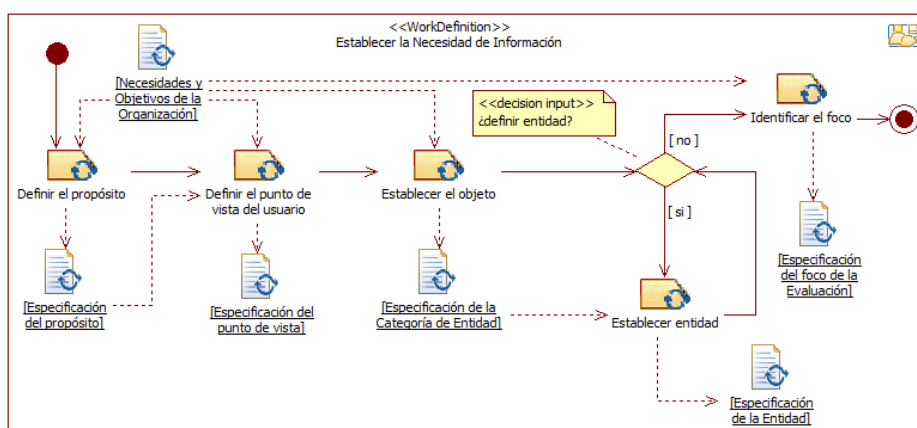 <<WorkDefinition>>
Establecer la Necesidad de Información
[Necesidades y
Objetivos de la
Organización]
<<decision input>>
¿definir entidad?
Identificar el foco
[ no ]
Definir el propósito
Definir el punto de
vista del usuario
Establecer el objeto
[ si ]
[Especificación
del propósito]
[Especificación del
punto de vista]
[Especificación de la
Categoría de Entidad]
Establecer entidad
[Especificación
del foco de la
Evaluación]
[Especificación
de la Entidad]